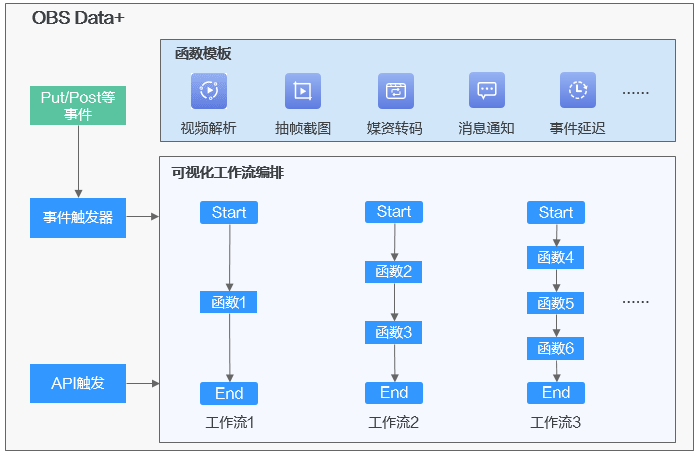 OBS Data+
函数模板
视频解析
抽帧截图
媒资转码
消息通知
事件延迟
······
Put/Post等
事件
事件触发器
API触发
可视化工作流编排
Start
函数1
End
工作流1
Start
函数2
函数3
End
工作流2
Start
函数4
函数5
函数6
End
工作流3
······